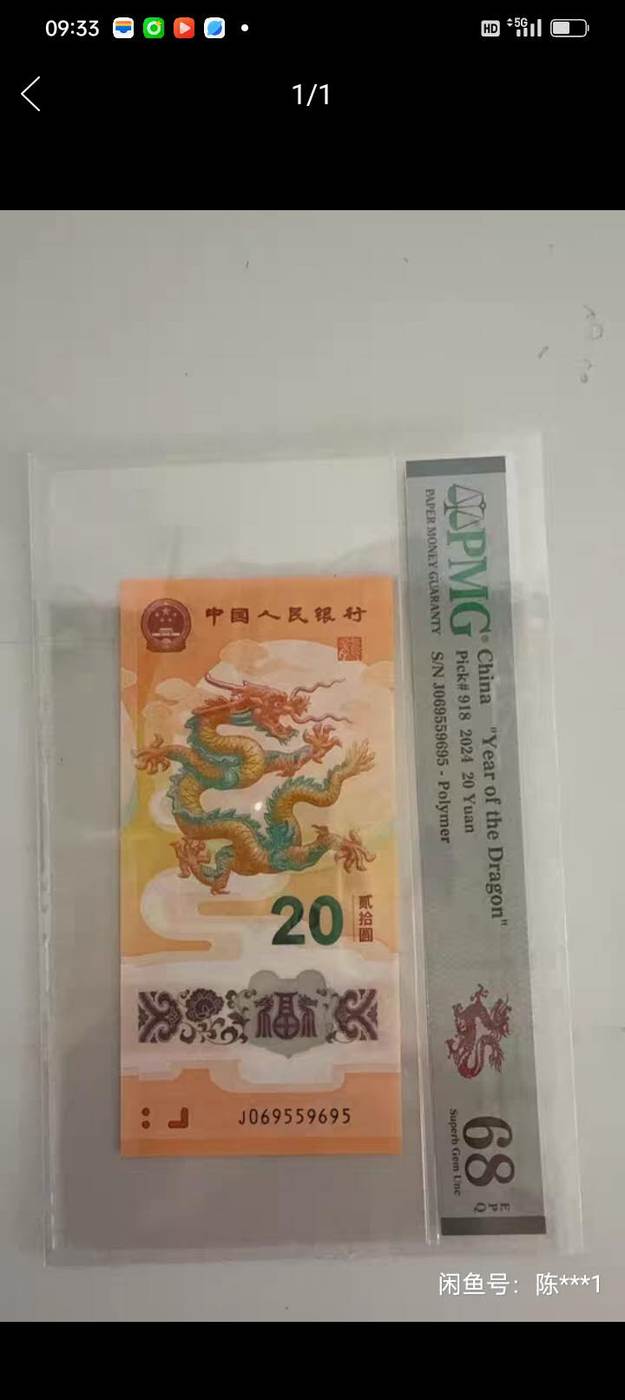 09:33
HD 5G
1/1
中国人民银行
20
贰拾圆
福
J069559695
PMG®
PAPER MONEY GUARANTY
China "Year of the Dragon"
Pick# 918 2024 20 Yuan
S/N J069559695 - Polymer
68
EPQ
Superb Gem Unc
闲鱼号：陈***1